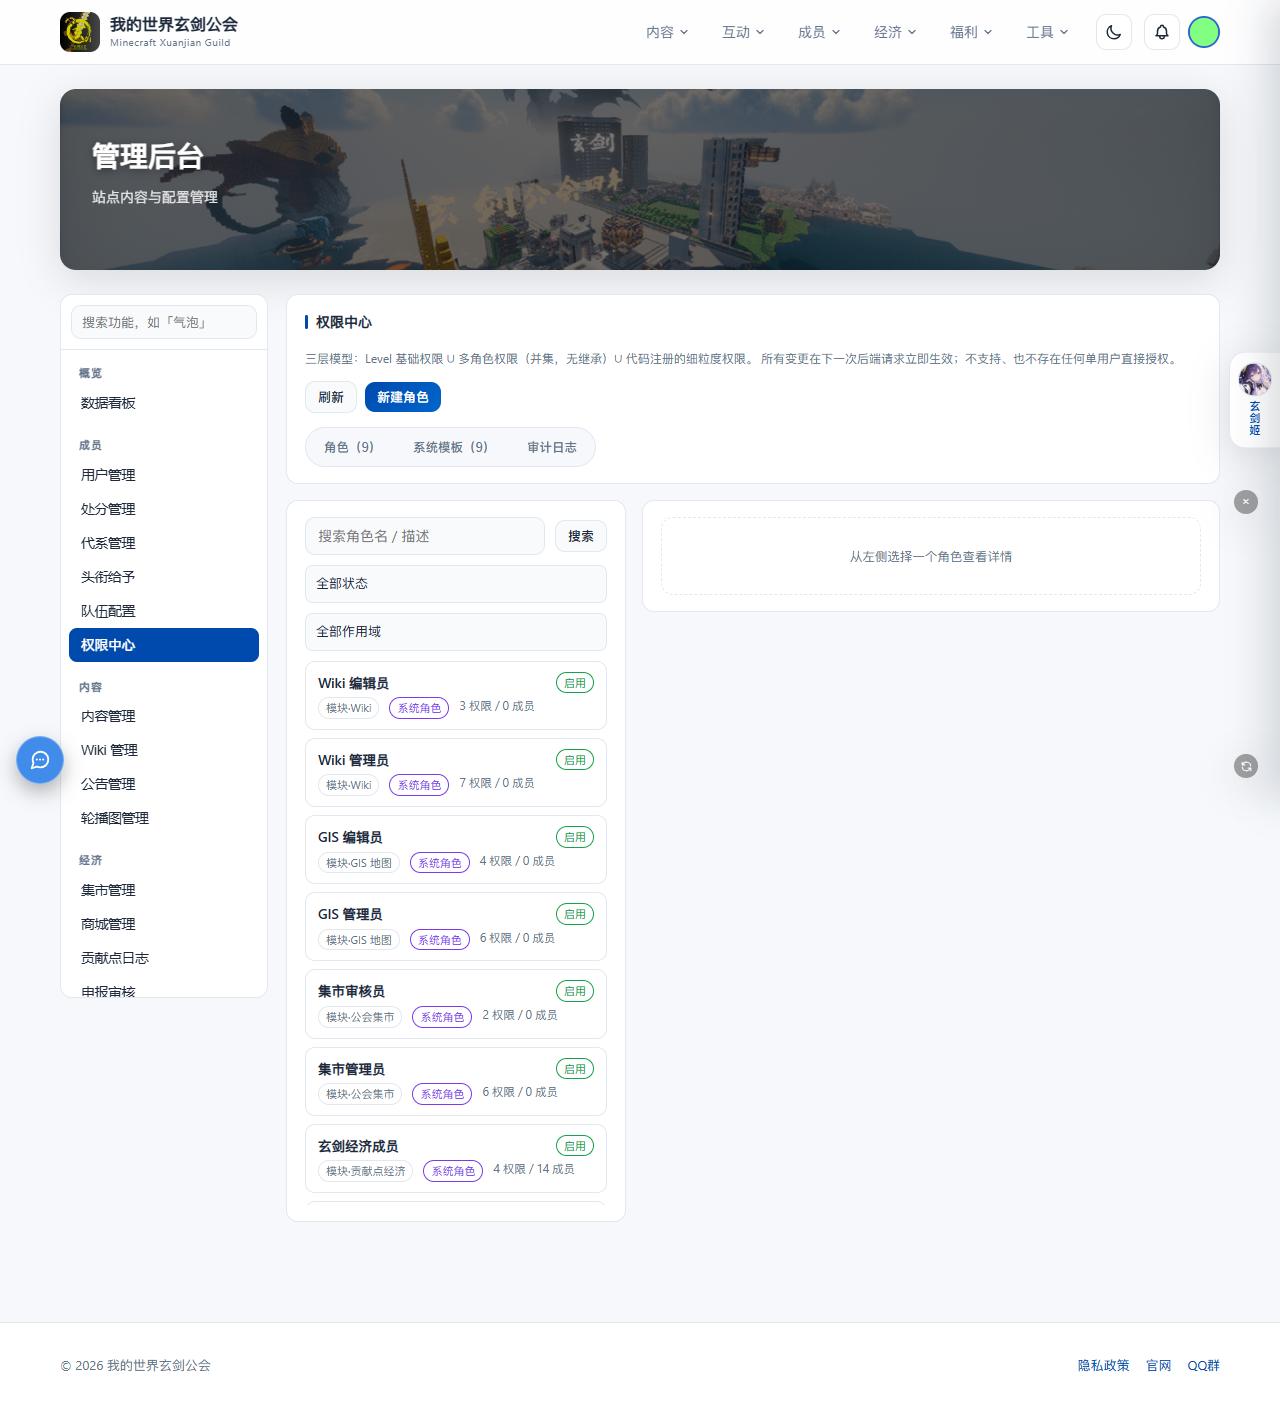 我的世界玄剑公会
Minecraft Xuanjian Guild
内容
互动
成员
经济
福利
工具
玄剑
玄剑公会四年
管理后台
站点内容与配置管理
搜索功能，如「气泡」
概览
数据看板
成员
用户管理
处分管理
代系管理
头衔给予
队伍配置
权限中心
内容
内容管理
Wiki 管理
公告管理
轮播图管理
经济
集市管理
商城管理
贡献点日志
申报审核
权限中心
三层模型：Level 基础权限 ∪ 多角色权限（并集，无继承）∪ 代码注册的细粒度权限。 所有变更在下一次后端请求立即生效；不支持、也不存在任何单用户直接授权。
刷新
新建角色
角色（9）
系统模板（9）
审计日志
搜索角色名 / 描述
搜索
全部状态
全部作用域
Wiki 编辑员
启用
模块·Wiki
系统角色
3 权限 / 0 成员
Wiki 管理员
启用
模块·Wiki
系统角色
7 权限 / 0 成员
GIS 编辑员
启用
模块·GIS 地图
系统角色
4 权限 / 0 成员
GIS 管理员
启用
模块·GIS 地图
系统角色
6 权限 / 0 成员
集市审核员
启用
模块·公会集市
系统角色
2 权限 / 0 成员
集市管理员
启用
模块·公会集市
系统角色
6 权限 / 0 成员
玄剑经济成员
启用
模块·贡献点经济
系统角色
4 权限 / 14 成员
从左侧选择一个角色查看详情
玄剑姬
© 2026 我的世界玄剑公会
隐私政策
官网
QQ群